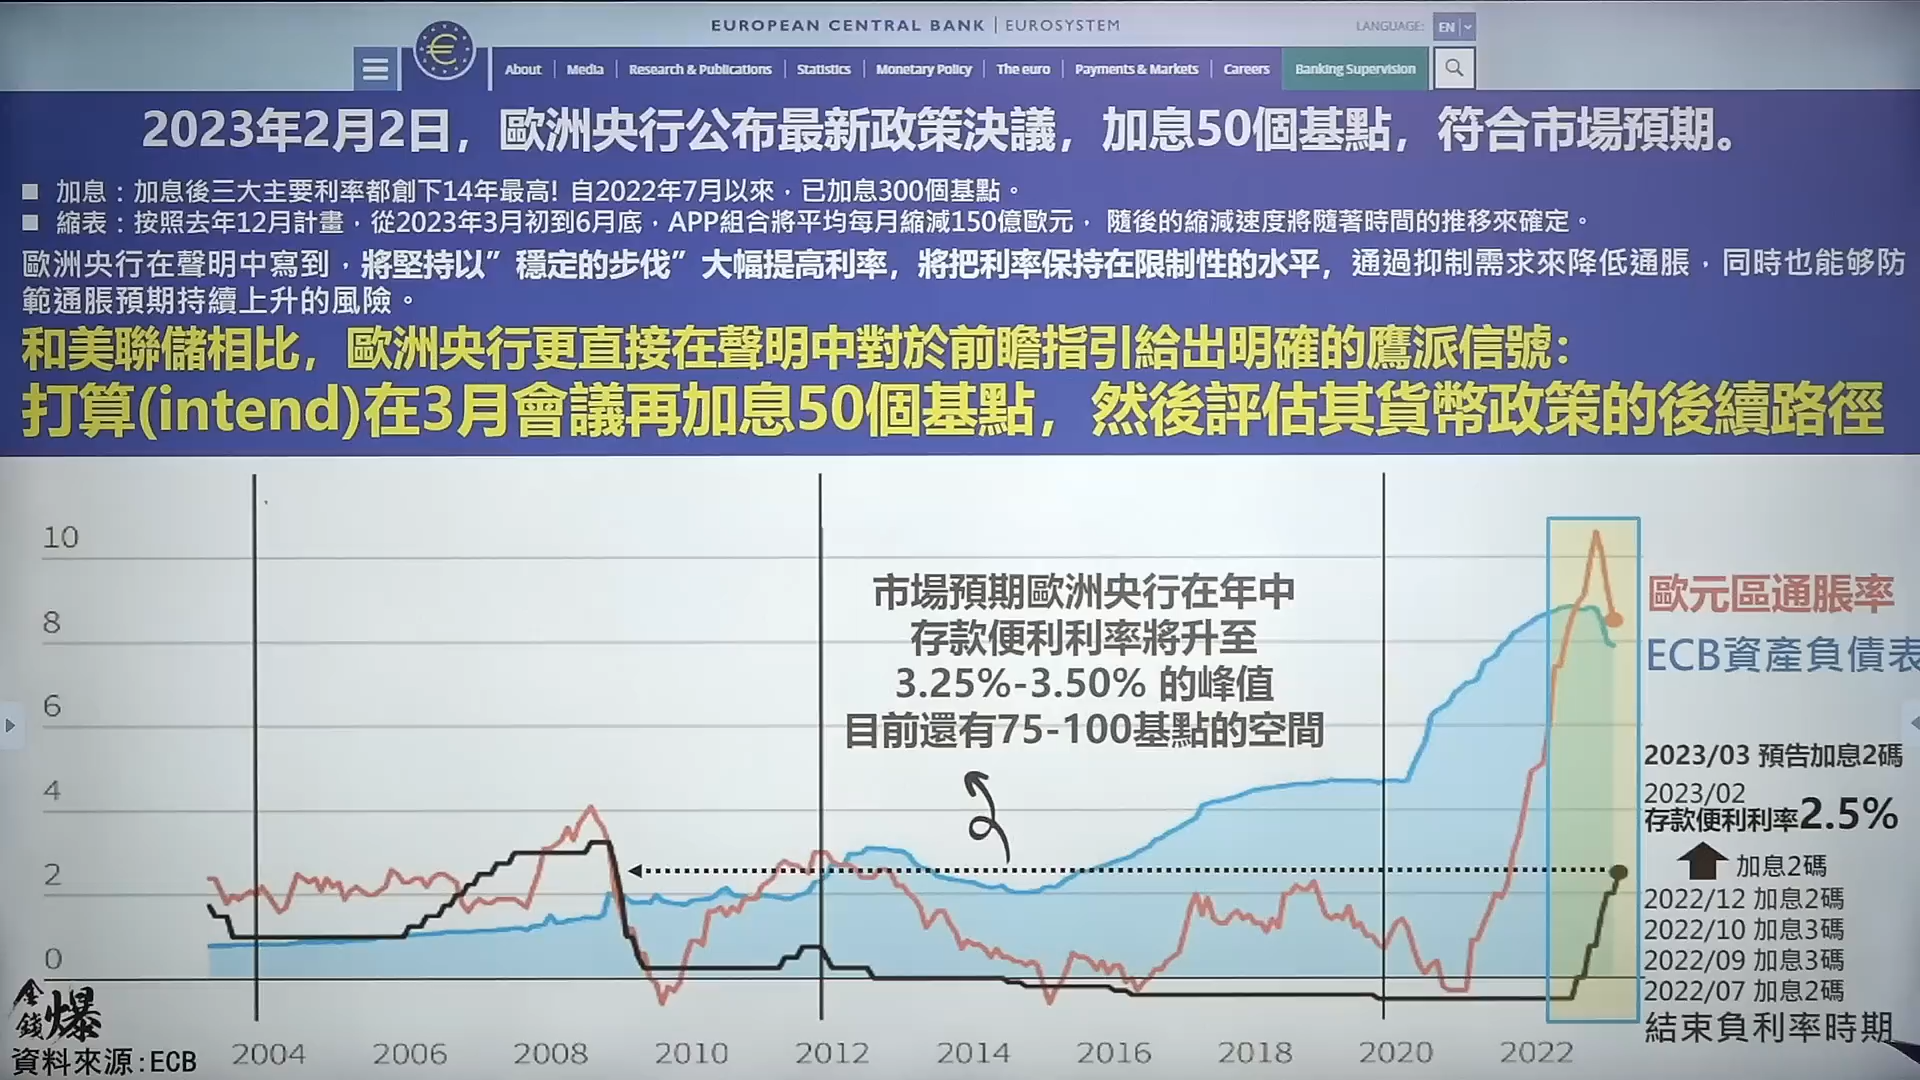 EUROPEAN CENTRAL BANK | EUROSYSTEM
LANGUAGE: EN
About | Media | Research & Publications | Statistics | Monetary Policy | The euro | Payments & Markets | Careers Banking Supervision
2023年2月2日，歐洲央行公布最新政策決議，加息50個基點，符合市場預期。
■ 加息：加息後三大主要利率都創下14年最高! 自2022年7月以來，已加息300個基點。
■ 縮表：按照去年12月計畫，從2023年3月初到6月底，APP組合將平均每月縮減150億歐元， 隨後的縮減速度將隨著時間的推移來確定。
歐洲央行在聲明中寫到，將堅持以”穩定的步伐”大幅提高利率，將把利率保持在限制性的水平，通過抑制需求來降低通脹，同時也能够防
範通脹預期持續上升的風險。
和美聯儲相比，歐洲央行更直接在聲明中對於前瞻指引給出明確的鷹派信號：
打算(intend)在3月會議再加息50個基點，然後評估其貨幣政策的後續路徑
10
8
6
4
2
0
市場預期歐洲央行在年中
存款便利利率將升至
3.25%-3.50% 的峰值
目前還有75-100基點的空間
歐元區通脹率
ECB資產負債表
2023/03 預告加息2碼
2023/02
存款便利利率2.5%
加息2碼
2022/12 加息2碼
2022/10 加息3碼
2022/09 加息3碼
2022/07 加息2碼
結束負利率時期
金錢爆
資料來源:ECB
2004 2006 2008 2010 2012 2014 2016 2018 2020 2022